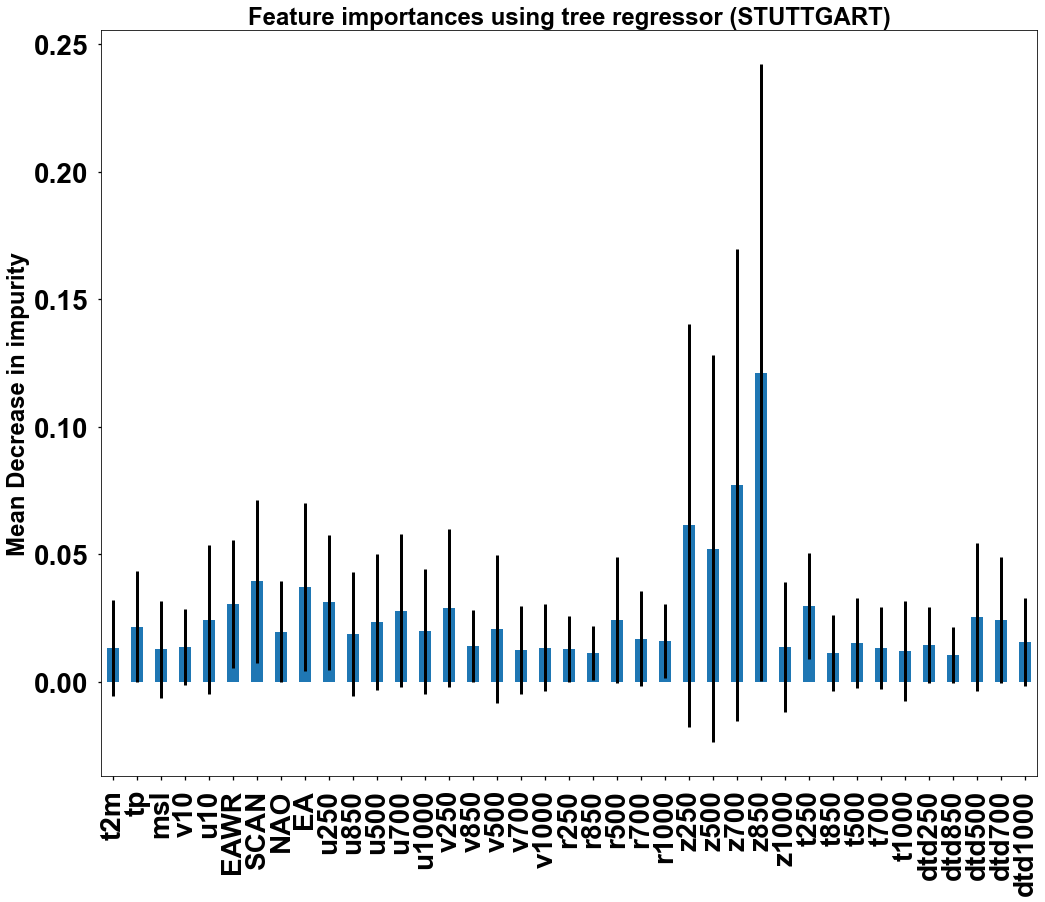 Feature importances using tree regressor (STUTTGART)
Mean Decrease in impurity
0.25
0.20
0.15
0.10
0.05
0.00
t2m
tp
msl
v10
u10
EAWR
SCAN
NAO
EA
u250
u850
u500
u700
u1000
v250
v850
v500
v700
v1000
r250
r850
r500
r700
r1000
z250
z500
z700
z850
z1000
t250
t850
t500
t700
t1000
dtd250
dtd850
dtd500
dtd700
dtd1000